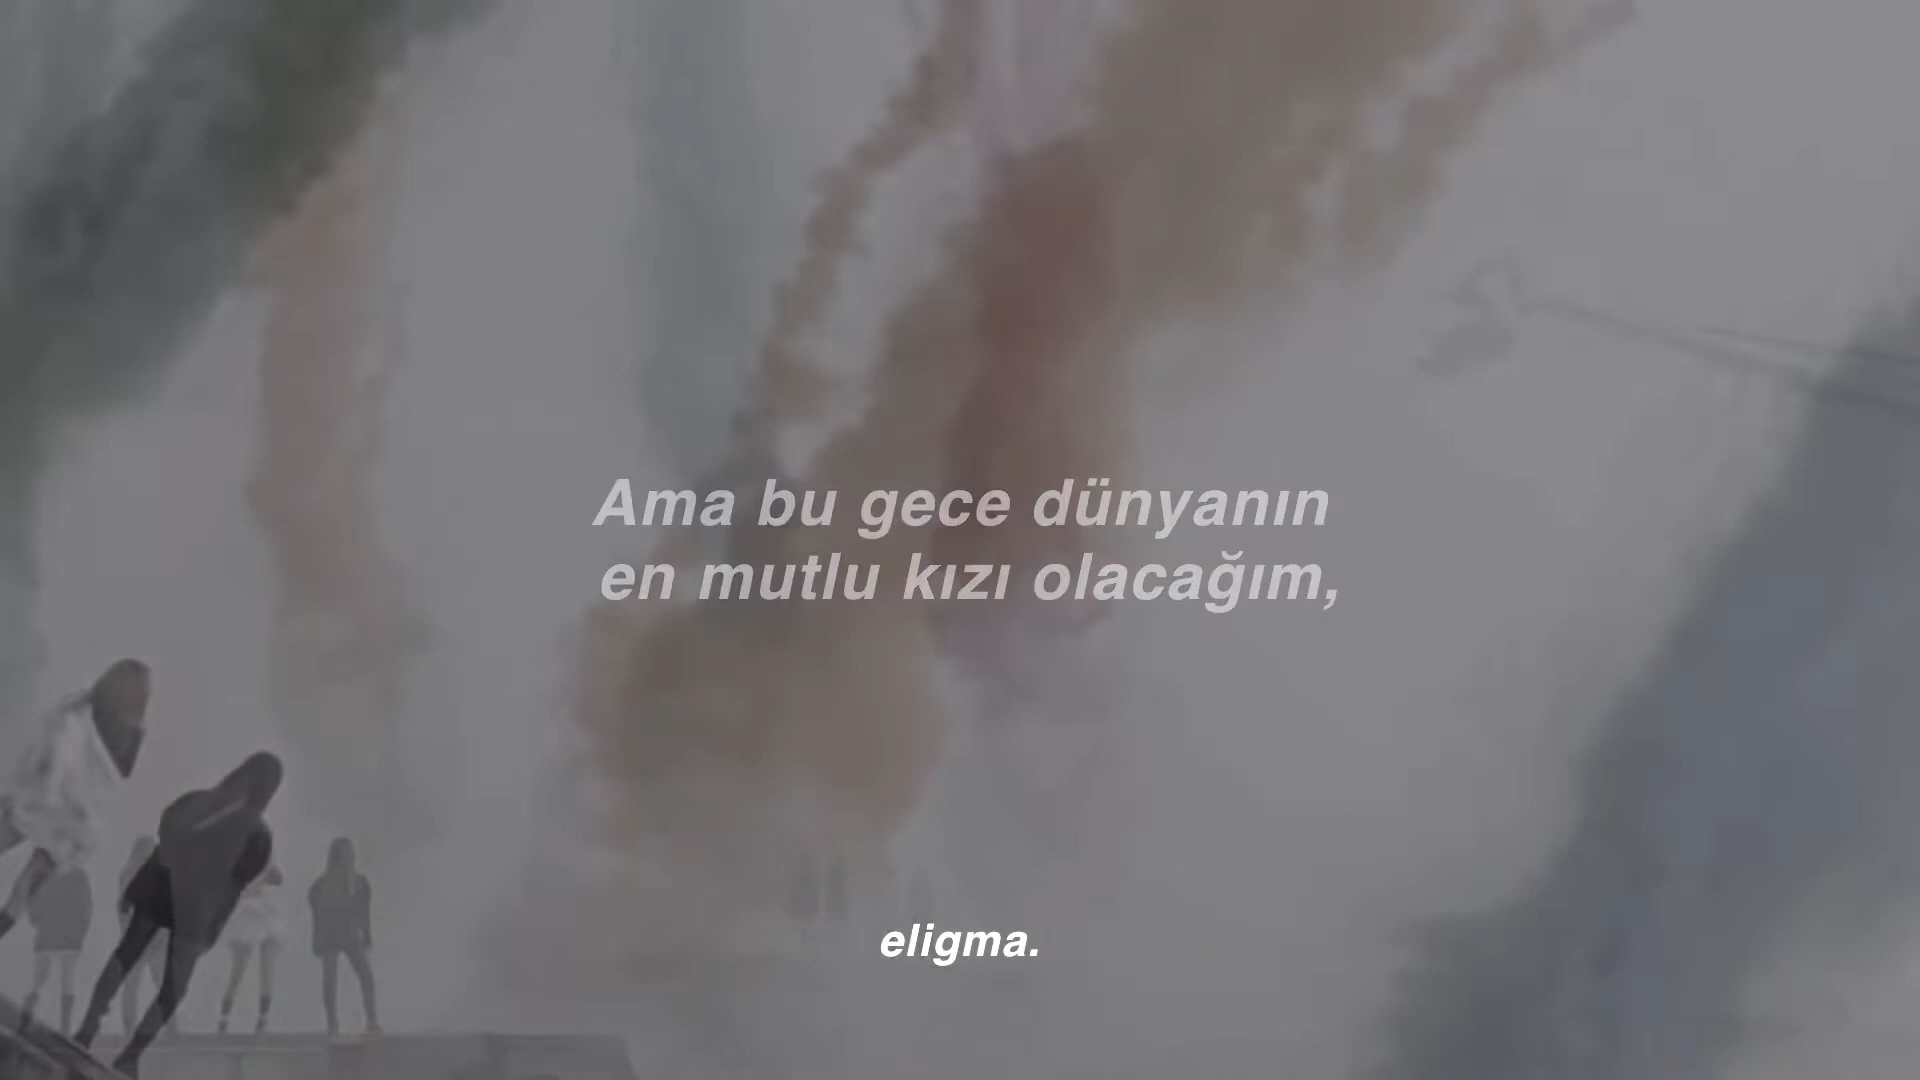 Ama bu gece dünyanın
en mutlu kızı olacağım,
eligma.